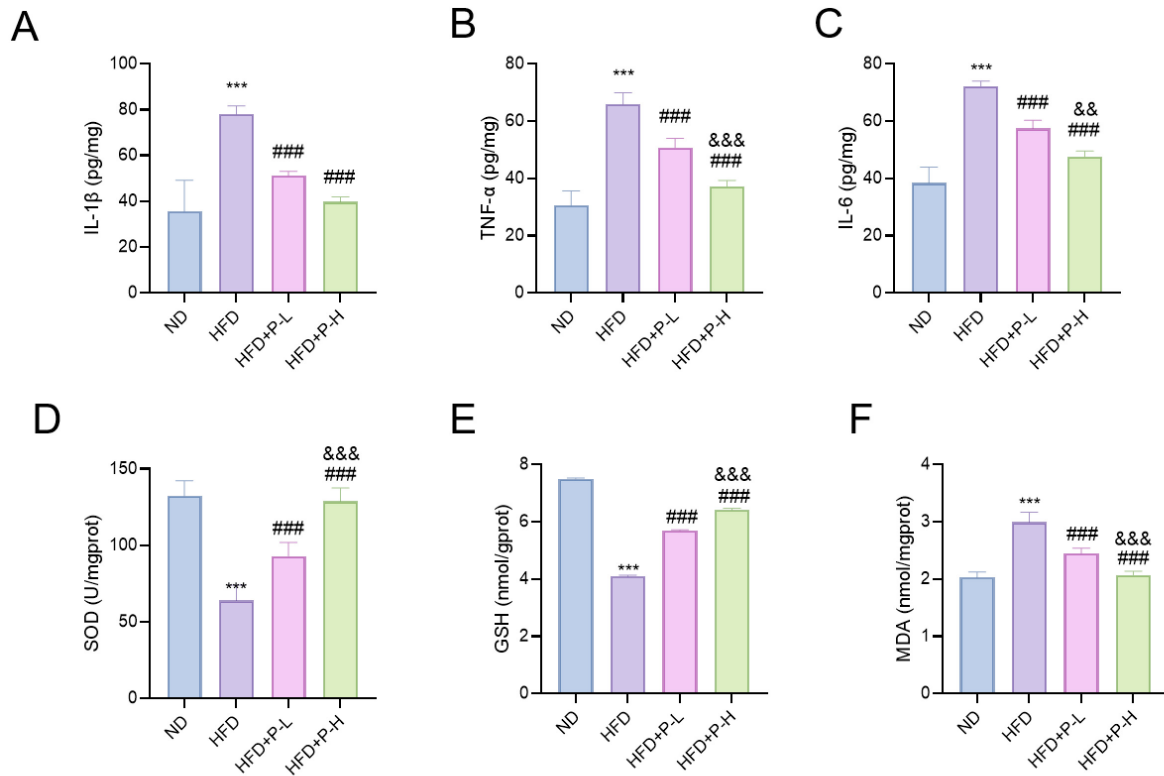 A
IL-1β (pg/mg)
100
80
60
40
20
0
***
###
###
ND
HFD
HFD+P-L
HFD+P-H
B
TNF-α (pg/mg)
80
60
40
20
0
***
###
&&&
###
ND
HFD
HFD+P-L
HFD+P-H
C
IL-6 (pg/mg)
80
60
40
20
0
***
###
&&
###
ND
HFD
HFD+P-L
HFD+P-H
D
SOD (U/mgprot)
150
100
50
0
***
###
&&&
###
ND
HFD
HFD+P-L
HFD+P-H
E
GSH (nmol/gprot)
8
6
4
2
0
***
###
&&&
###
ND
HFD
HFD+P-L
HFD+P-H
F
MDA (nmol/mgprot)
4
3
2
1
0
***
###
&&&
###
ND
HFD
HFD+P-L
HFD+P-H